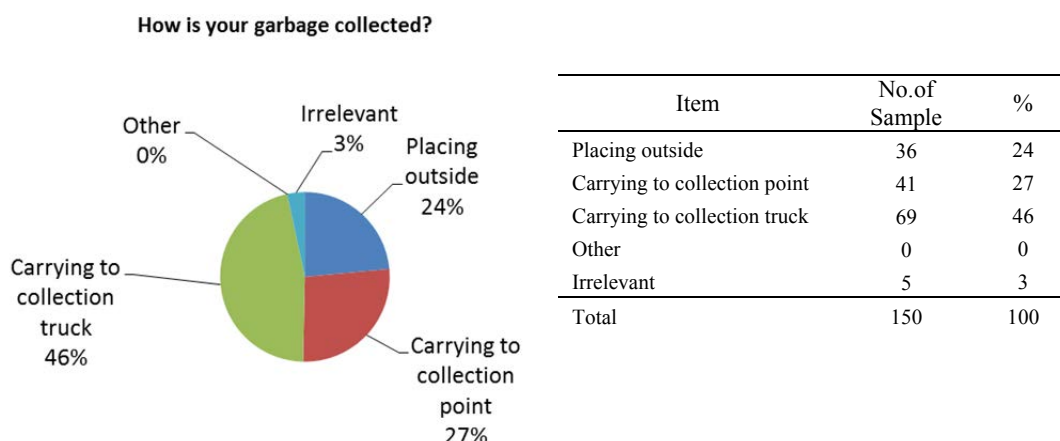 How is your garbage collected?
Other
0%
Irrelevant
3%
Placing
outside
24%
Carrying to
collection
truck
46%
Carrying to
collection
point
27%
Item No.of Sample %
Placing outside 36 24
Carrying to collection point 41 27
Carrying to collection truck 69 46
Other 0 0
Irrelevant 5 3
Total 150 100